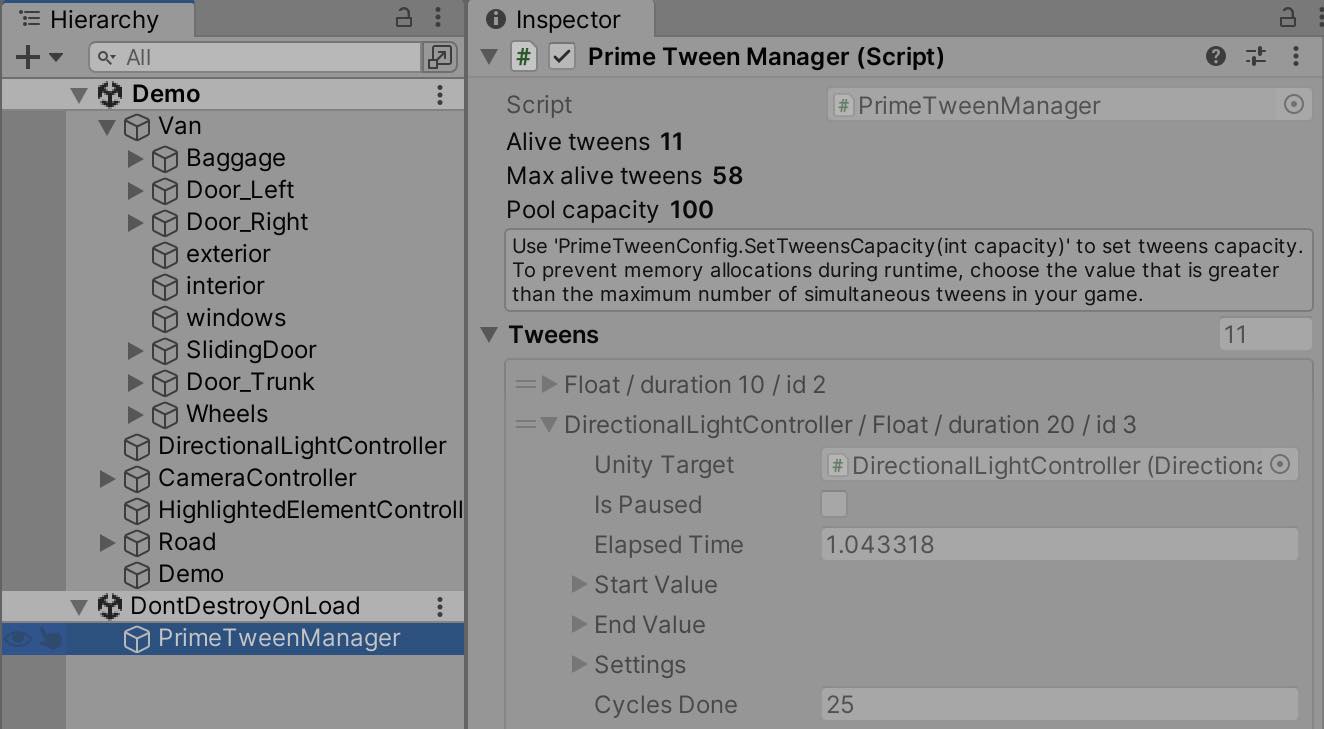 Hierarchy
All
Demo
Van
Baggage
Door_Left
Door_Right
exterior
interior
windows
SlidingDoor
Door_Trunk
Wheels
DirectionalLightController
CameraController
HighlightedElementControll
Road
Demo
DontDestroyOnLoad
PrimeTweenManager
Inspector
# Prime Tween Manager (Script)
Script # PrimeTweenManager
Alive tweens 11
Max alive tweens 58
Pool capacity 100
Use 'PrimeTweenConfig.SetTweensCapacity(int capacity)' to set tweens capacity.
To prevent memory allocations during runtime, choose the value that is greater
than the maximum number of simultaneous tweens in your game.
Tweens 11
Float / duration 10 / id 2
DirectionalLightController / Float / duration 20 / id 3
Unity Target # DirectionalLightController (Directiona
Is Paused
Elapsed Time 1.043318
Start Value
End Value
Settings
Cycles Done 25